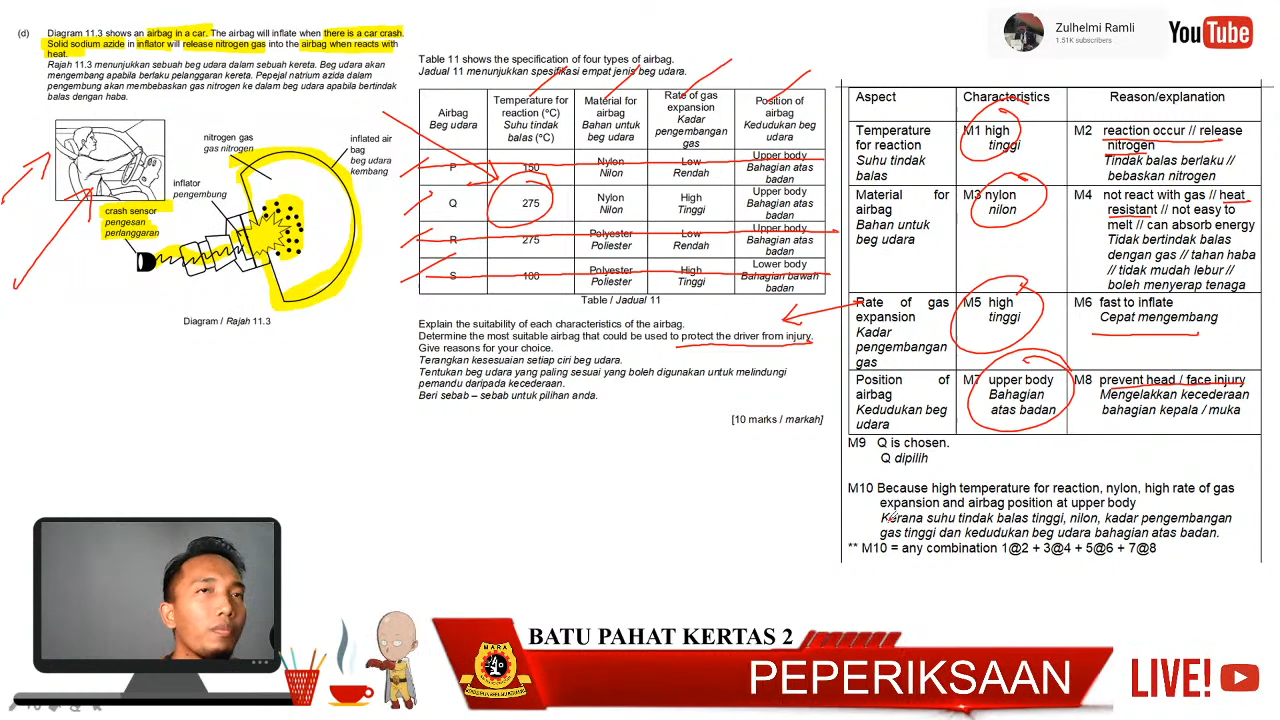 (d) Diagram 11.3 shows an airbag in a car. The airbag will inflate when there is a car crash.
Solid sodium azide in inflator will release nitrogen gas into the airbag when reacts with
heat.
Rajah 11.3 menunjukkan sebuah beg udara dalam sebuah kereta. Beg udara akan
mengembang apabila berlaku pelanggaran kereta. Pepejal natrium azida dalam
pengembung akan membebaskan gas nitrogen ke dalam beg udara apabila bertindak
balas dengan haba.
nitrogen gas
gas nitrogen
inflated air
bag
beg udara
kembang
inflator
pengembung
crash sensor
pengesan
perlanggaran
Diagram / Rajah 11.3
Table 11 shows the specification of four types of airbag.
Jadual 11 menunjukkan spesifikasi empat jenis beg udara.
Airbag
Beg udara
Temperature for
reaction (°C)
Suhu tindak
balas (°C)
Material for
airbag
Bahan untuk
beg udara
Rate of gas
expansion
Kadar
pengembangan
gas
Position of
airbag
Kedudukan beg
udara
P
150
Nylon
Nilon
Low
Rendah
Upper body
Bahagian atas
badan
Q
275
Nylon
Nilon
High
Tinggi
Upper body
Bahagian atas
badan
R
275
Polyester
Poliester
Low
Rendah
Upper body
Bahagian atas
badan
S
180
Polyester
Poliester
High
Tinggi
Lower body
Bahagian bawah
badan
Table / Jadual 11
Explain the suitability of each characteristics of the airbag.
Determine the most suitable airbag that could be used to protect the driver from injury.
Give reasons for your choice.
Terangkan kesesuaian setiap ciri beg udara.
Tentukan beg udara yang paling sesuai yang boleh digunakan untuk melindungi
pemandu daripada kecederaan.
Beri sebab – sebab untuk pilihan anda.
[10 marks / markah]
Zulhelmi Ramli
1.51K subscribers
YouTube
Aspect
Characteristics
Reason/explanation
Temperature
for reaction
Suhu tindak
balas
M1 high
tinggi
M2 reaction occur // release
nitrogen
Tindak balas berlaku //
bebaskan nitrogen
Material for
airbag
Bahan untuk
beg udara
M3 nylon
nilon
M4 not react with gas // heat
resistant // not easy to
melt // can absorb energy
Tidak bertindak balas
dengan gas // tahan haba
// tidak mudah lebur //
boleh menyerap tenaga
Rate of gas
expansion
Kadar
pengembangan
gas
M5 high
tinggi
M6 fast to inflate
Cepat mengembang
Position of
airbag
Kedudukan beg
udara
M7 upper body
Bahagian
atas badan
M8 prevent head / face injury
Mengelakkan kecederaan
bahagian kepala / muka
M9 Q is chosen.
Q dipilih
M10 Because high temperature for reaction, nylon, high rate of gas
expansion and airbag position at upper body
Kerana suhu tindak balas tinggi, nilon, kadar pengembangan
gas tinggi dan kedudukan beg udara bahagian atas badan.
** M10 = any combination 1@2 + 3@4 + 5@6 + 7@8
BATU PAHAT KERTAS 2
MARA
PEPERIKSAAN
LIVE!